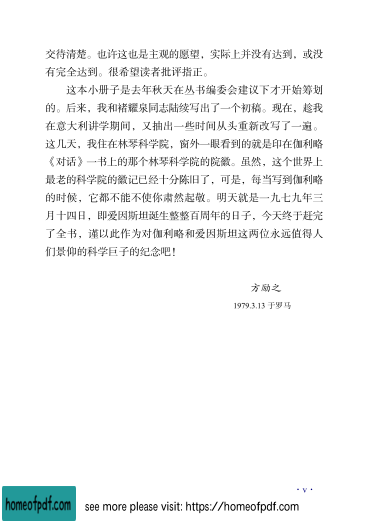 交待清楚。也许这也是主观的愿望，实际上并没有达到，或没
有完全达到。很希望读者批评指正。
这本小册子是去年秋天在丛书编委会建议下才开始筹划
的。后来，我和褚耀泉同志陆续写出了一个初稿。现在，趁我
在意大利讲学期间，又抽出一些时间从头重新改写了一遍。
这几天，我住在林琴科学院，窗外一眼看到的就是印在伽利略
《对话》一书上的那个林琴科学院的院徽。虽然，这个世界上
最老的科学院的徽记已经十分陈旧了，可是，每当写到伽利略
的时候，它都不能不使你肃然起敬。明天就是一九七九年三
月十四日，即爱因斯坦诞生整整百周年的日子，今天终于赶完
了全书，谨以此作为对伽利略和爱因斯坦这两位永远值得人
们景仰的科学巨子的纪念吧！
方励之
1979.3.13 于罗马
· v ·
homeofpdf.com
see more please visit: https://homeofpdf.com